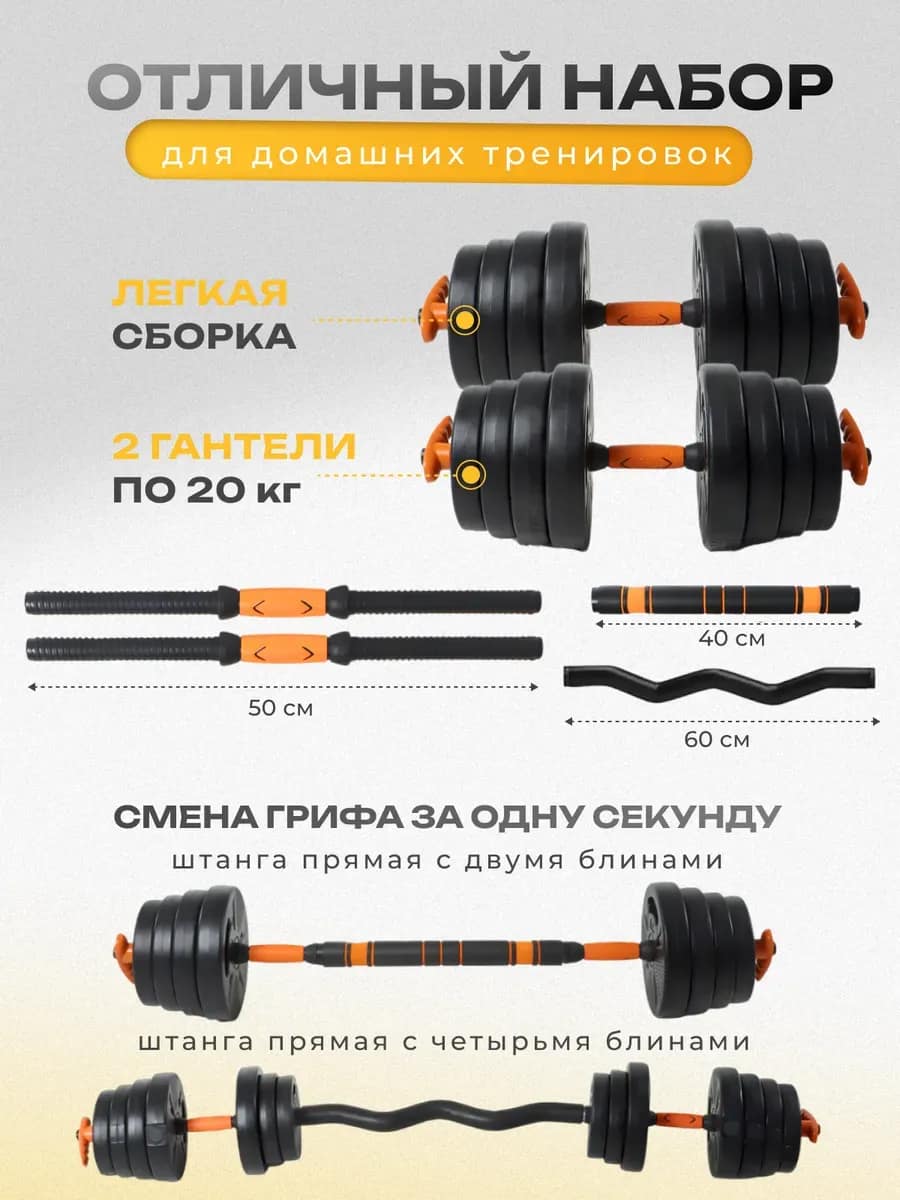 ОТЛИЧНЫЙ НАБОР
для домашних тренировок
ЛЕГКАЯ
СБОРКА
2 ГАНТЕЛИ
ПО 20 кг
50 см
40 см
60 см
СМЕНА ГРИФА ЗА ОДНУ СЕКУНДУ
штанга прямая с двумя блинами
штанга прямая с четырьмя блинами